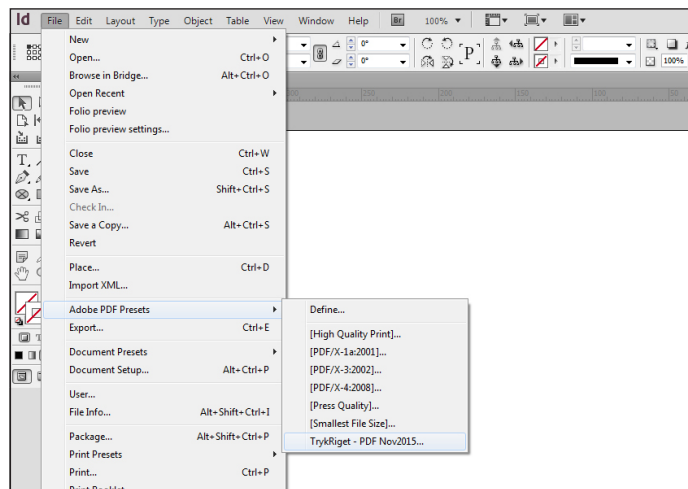 Id File Edit Layout Type Object Table View Window Help Br 100%
0°
0°
P
100%
New
Open... Ctrl+O
Browse in Bridge... Alt+Ctrl+O
Open Recent
Folio preview
Folio preview settings...
Close Ctrl+W
Save Ctrl+S
Save As... Shift+Ctrl+S
Check In...
Save a Copy... Alt+Ctrl+S
Revert
Place... Ctrl+D
Import XML...
Adobe PDF Presets
Export... Ctrl+E
Document Presets
Document Setup... Alt+Ctrl+P
User...
File Info... Alt+Shift+Ctrl+I
Package... Alt+Shift+Ctrl+P
Print Presets
Print... Ctrl+P
Print Booklet...
Define...
[High Quality Print]...
[PDF/X-1a:2001]...
[PDF/X-3:2002]...
[PDF/X-4:2008]...
[Press Quality]...
[Smallest File Size]...
TrykRiget - PDF Nov2015...